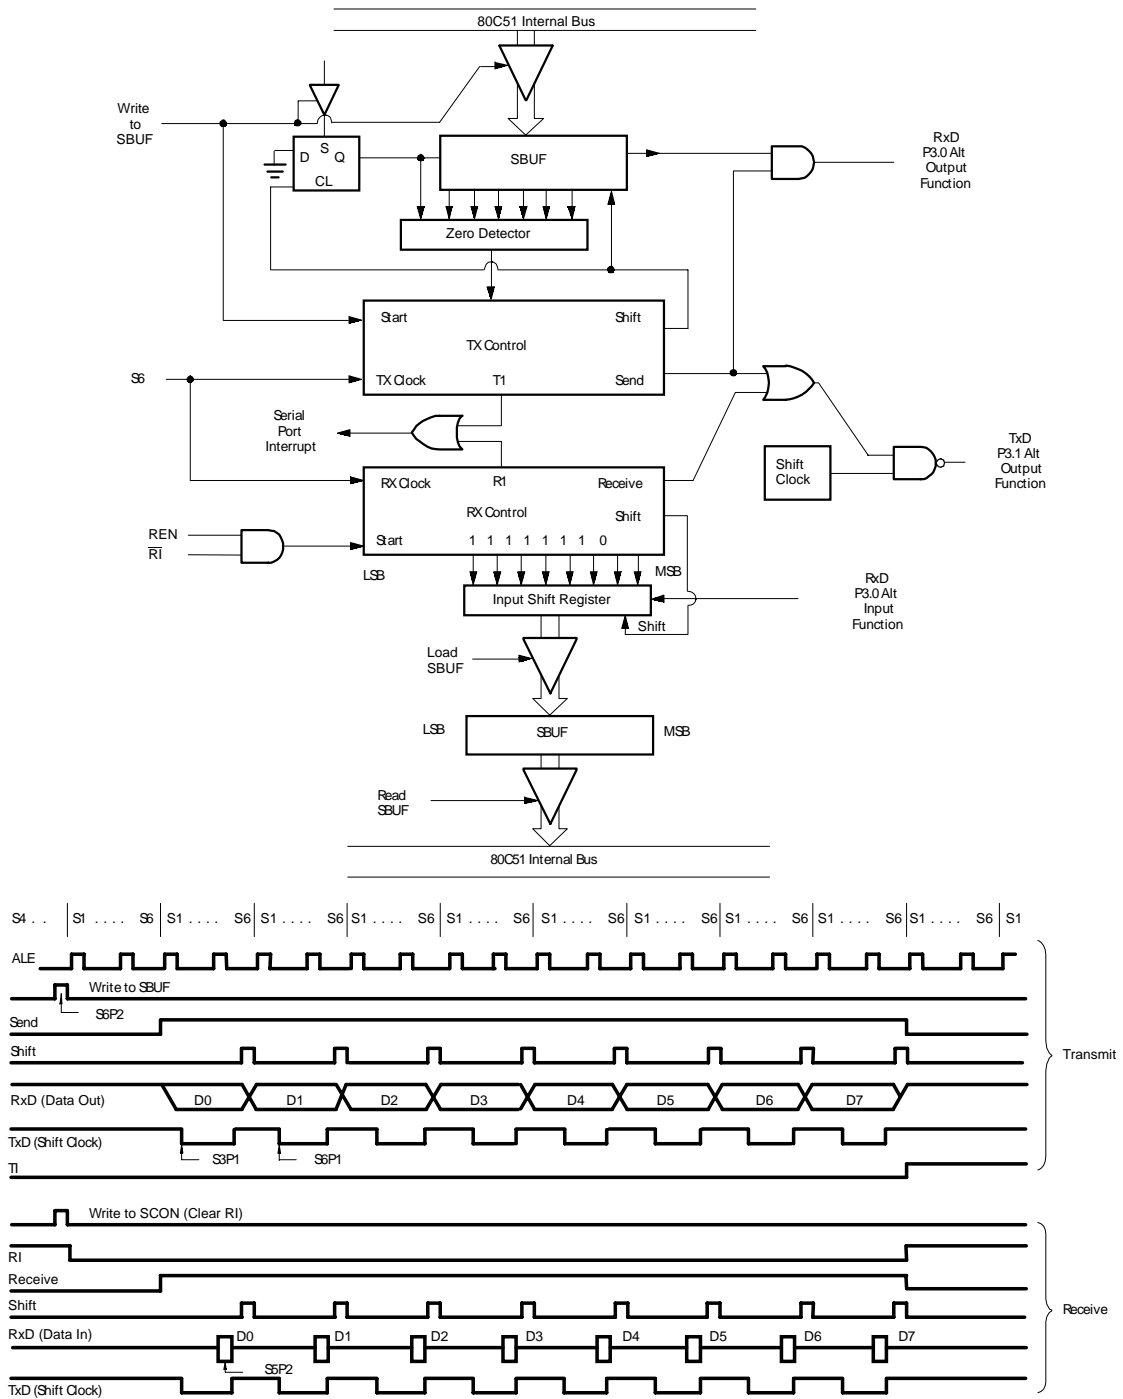 80C51 Internal Bus
Write
to
SBUF
S
D Q
CL
SBUF
RxD
P3.0 Alt
Output
Function
Zero Detector
Start Shift
TX Control
S6
TX Clock T1 Send
Serial
Port
Interrupt
TxD
P3.1 Alt
Output
Function
Shift
Clock
RX Clock R1 Receive
RX Control Shift
REN
RI
Start 1 1 1 1 1 1 1 0
LSB MSB
Input Shift Register
RxD
P3.0 Alt
Input
Function
Shift
Load
SBUF
LSB SBUF MSB
Read
SBUF
80C51 Internal Bus
S4 . . S1 . . . . S6 S1 . . . . S6 S1 . . . . S6 S1 . . . . S6 S1 . . . . S6 S1 . . . . S6 S1 . . . . S6 S1 . . . . S6 S1 . . . . S6 S1 . . . . S6 S1
ALE
Write to SBUF
S6P2
Send
Shift
Transmit
RxD (Data Out) D0 D1 D2 D3 D4 D5 D6 D7
TxD (Shift Clock)
S3P1 S6P1
TI
Write to SCON (Clear RI)
RI
Receive
Shift
Receive
RxD (Data In) D0 D1 D2 D3 D4 D5 D6 D7
S5P2
TxD (Shift Clock)